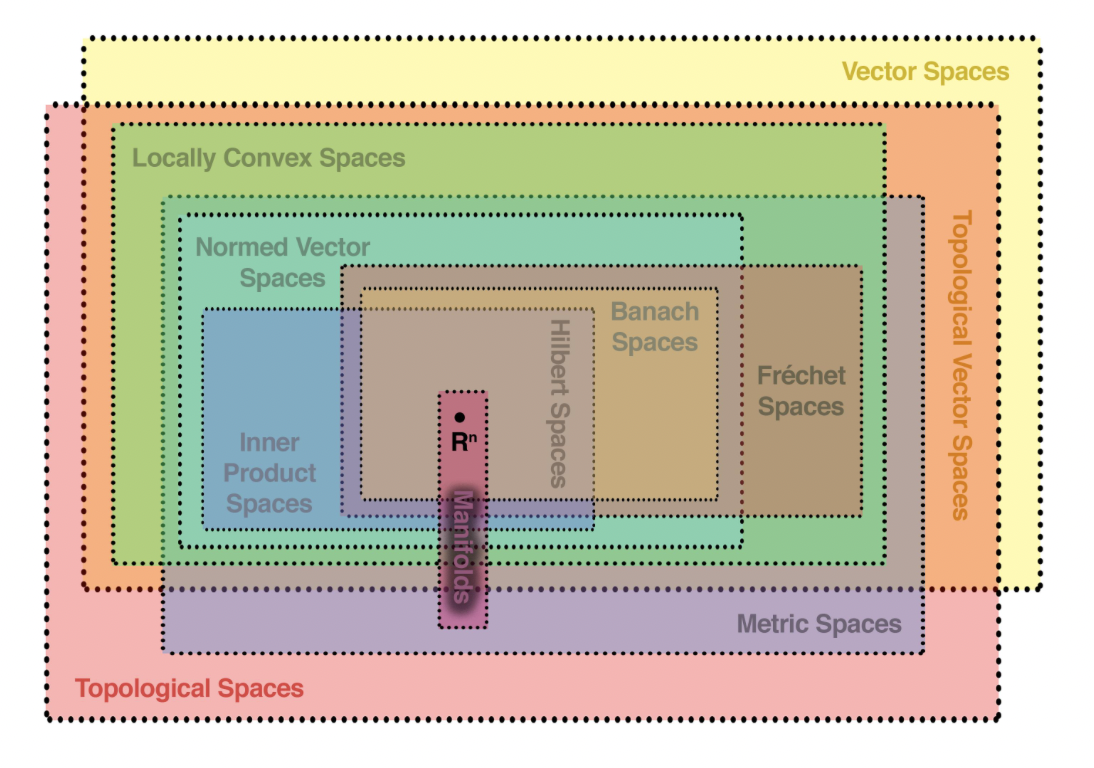 Vector Spaces
Locally Convex Spaces
Topological Vector Spaces
Normed Vector
Spaces
Banach
Spaces
Hilbert Spaces
Fréchet
Spaces
Rⁿ
Inner
Product
Spaces
Manifolds
Metric Spaces
Topological Spaces